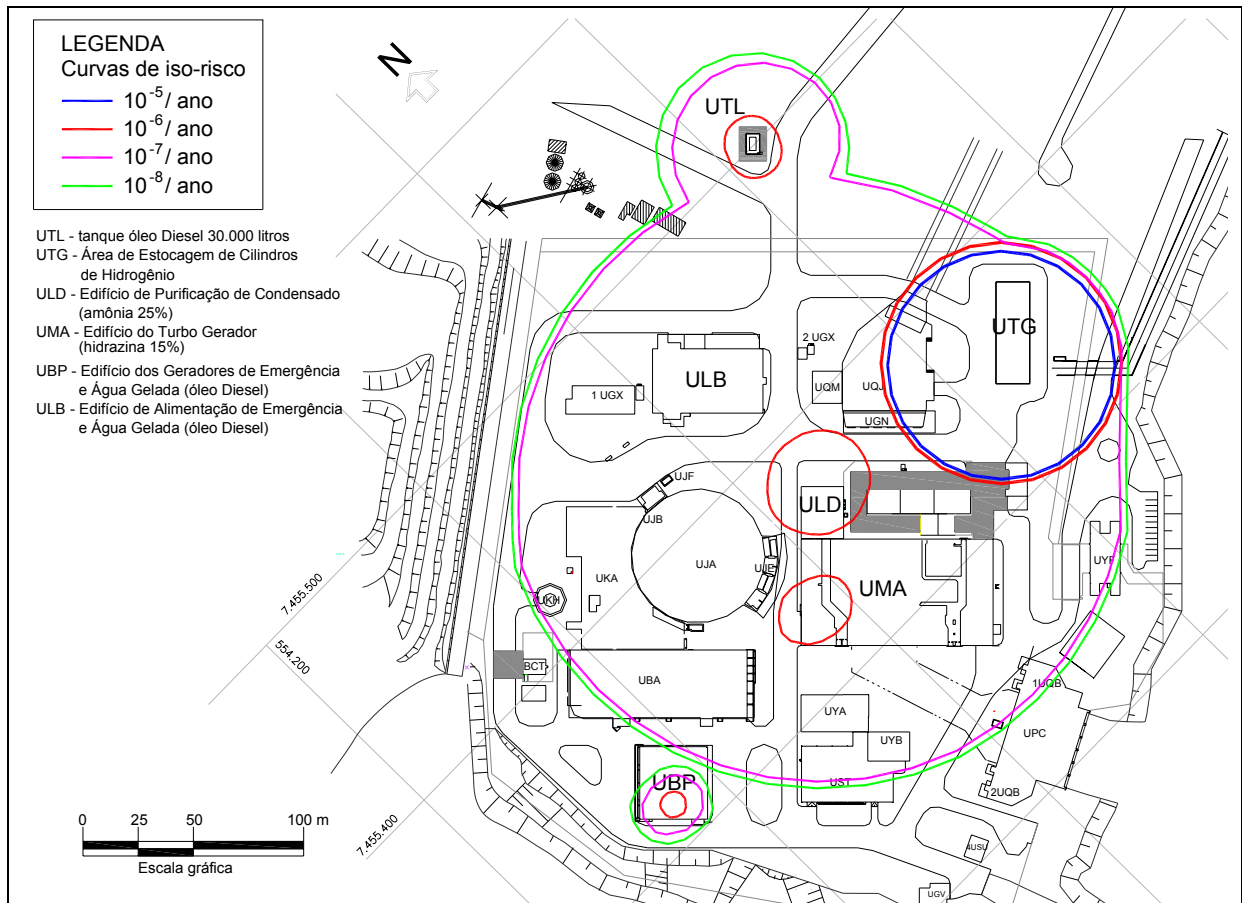 LEGENDA
Curvas de iso-risco
10⁻⁵/ ano
10⁻⁶/ ano
10⁻⁷/ ano
10⁻⁸/ ano
UTL - tanque óleo Diesel 30.000 litros
UTG - Área de Estocagem de Cilindros
de Hidrogênio
ULD - Edifício de Purificação de Condensado
(amônia 25%)
UMA - Edifício do Turbo Gerador
(hidrazina 15%)
UBP - Edifício dos Geradores de Emergência
e Água Gelada (óleo Diesel)
ULB - Edifício de Alimentação de Emergência
e Água Gelada (óleo Diesel)
N
UTL
UTG
2 UGX
ULB
UQM
UQJ
1 UGX
UGN
UJF
ULD
UJB
UJA
UJE
UKA
UMA
UYF
UKH
7.455.500
554.200
BCT
UBA
1UQB
UYA
UPC
UYB
UBP
UST
2UQB
7.455.400
4USU
UGV
0 25 50 100 m
Escala gráfica